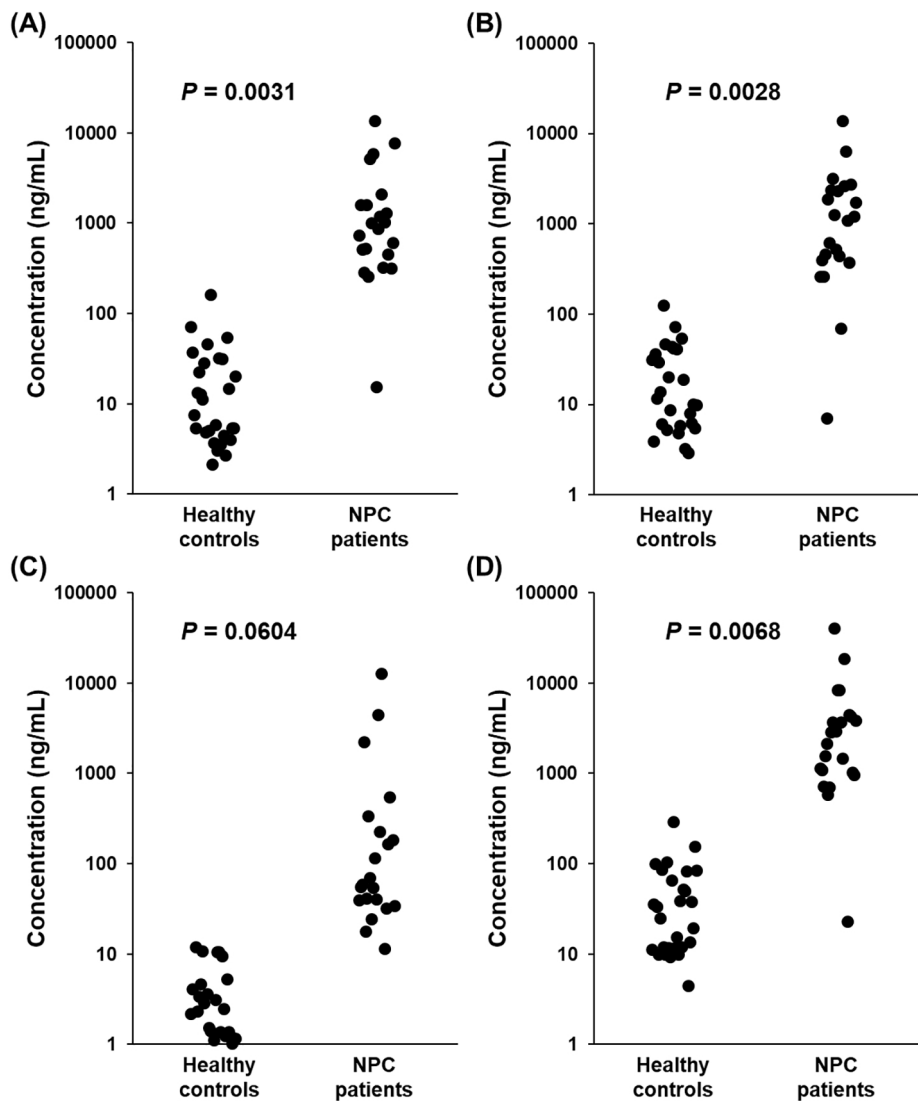 (A)
100000
10000
1000
100
10
1
Concentration (ng/mL)
P = 0.0031
Healthy
controls
NPC
patients
(B)
100000
10000
1000
100
10
1
Concentration (ng/mL)
P = 0.0028
Healthy
controls
NPC
patients
(C)
100000
10000
1000
100
10
1
Concentration (ng/mL)
P = 0.0604
Healthy
controls
NPC
patients
(D)
100000
10000
1000
100
10
1
Concentration (ng/mL)
P = 0.0068
Healthy
controls
NPC
patients